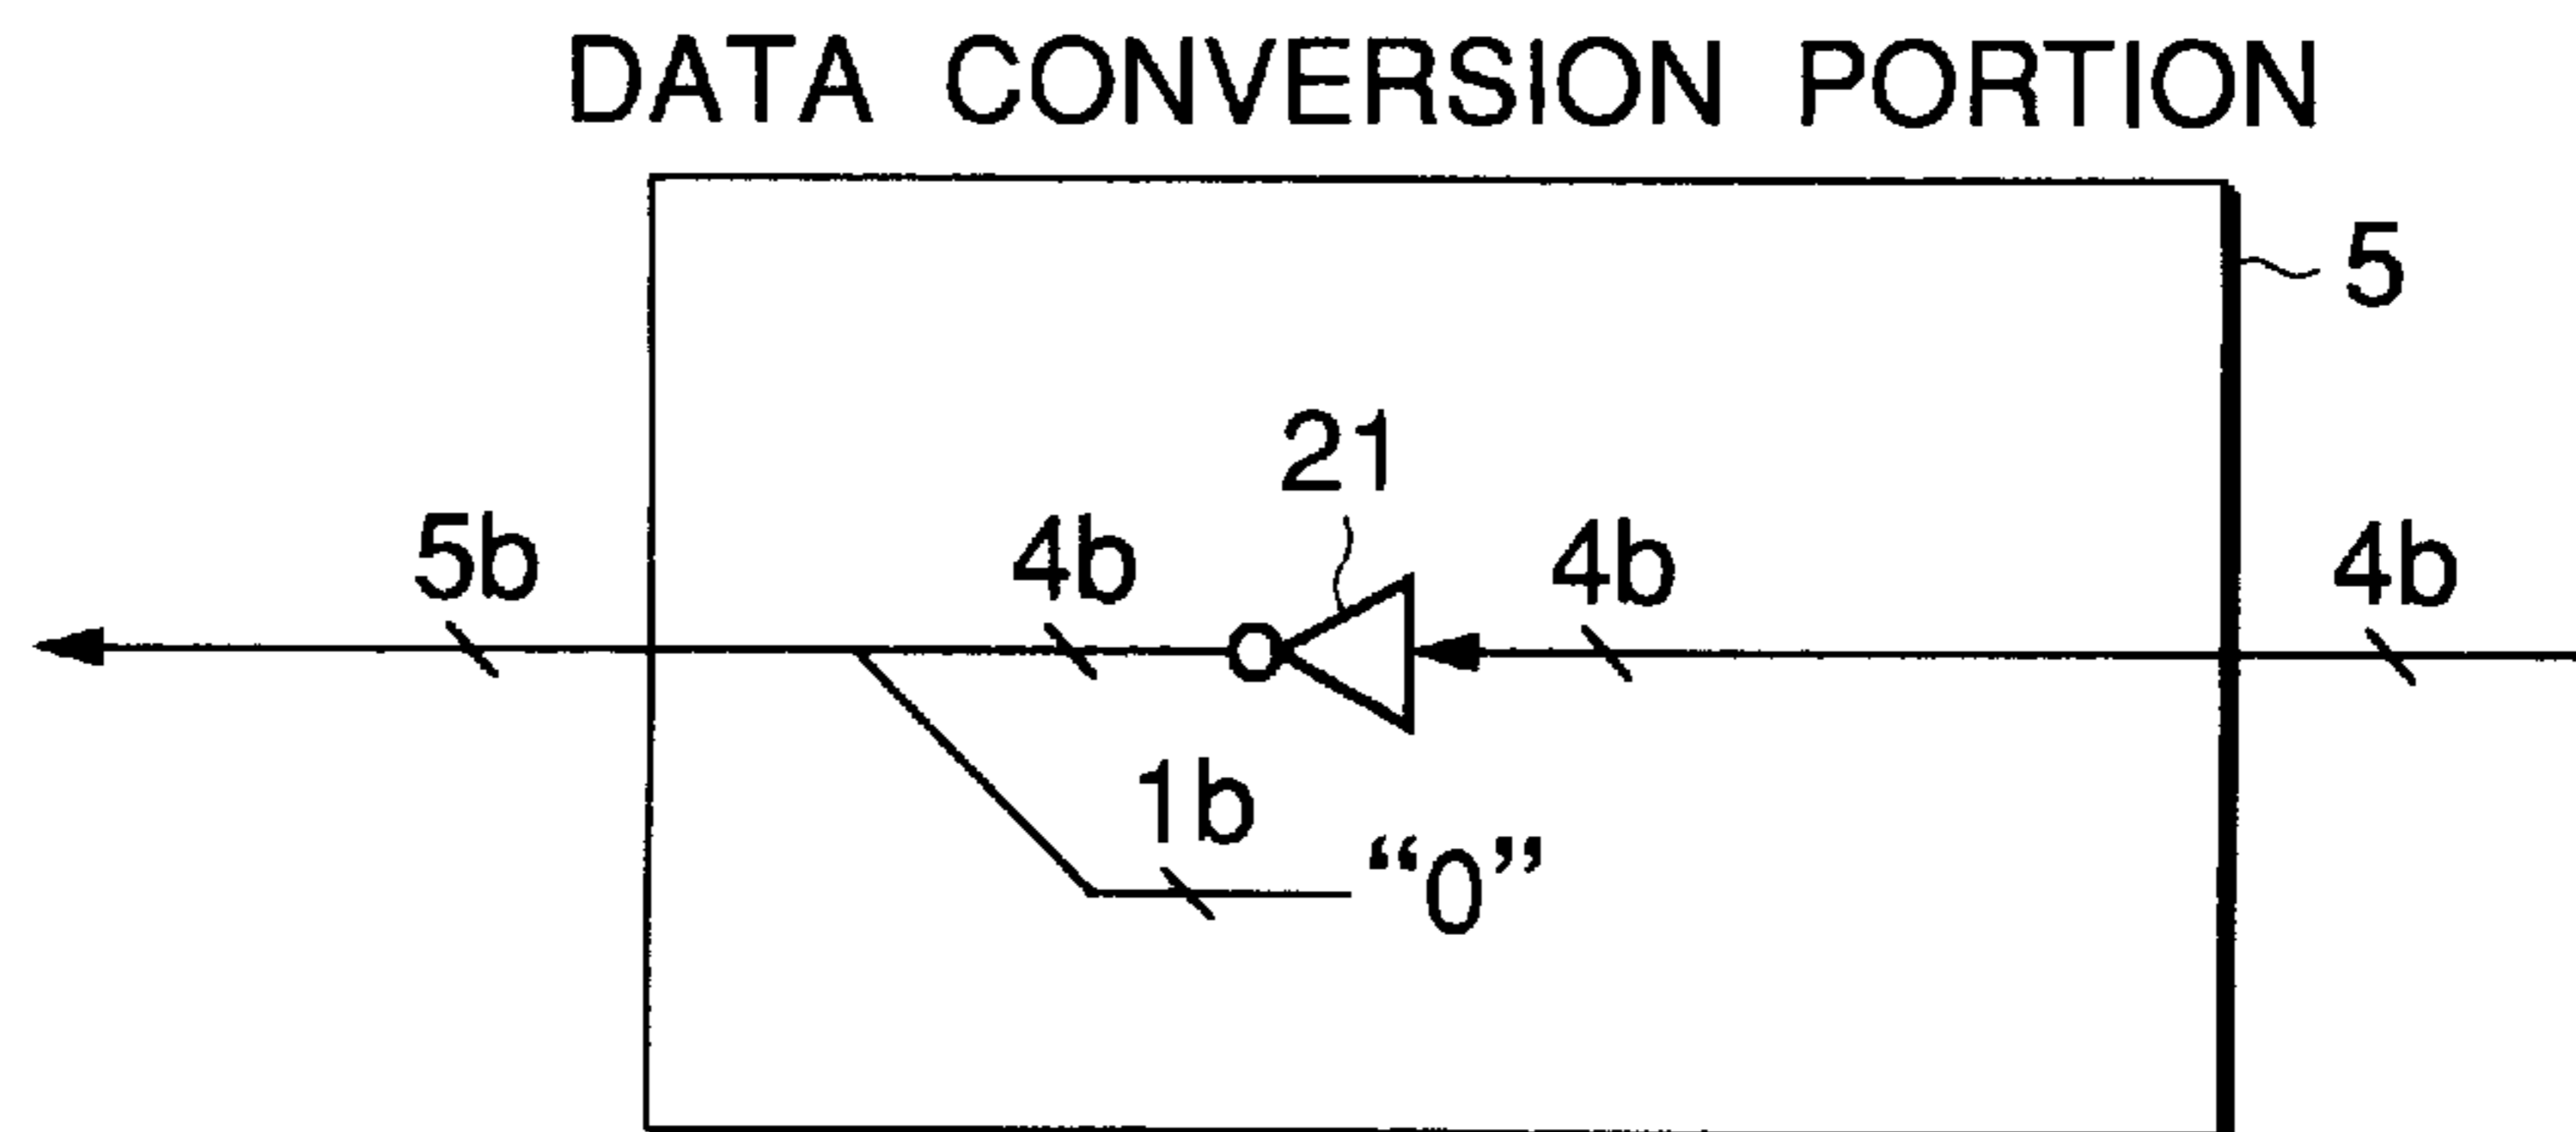 DATA CONVERSION PORTION
5
21
5b 4b 4b 4b
1b
“0”